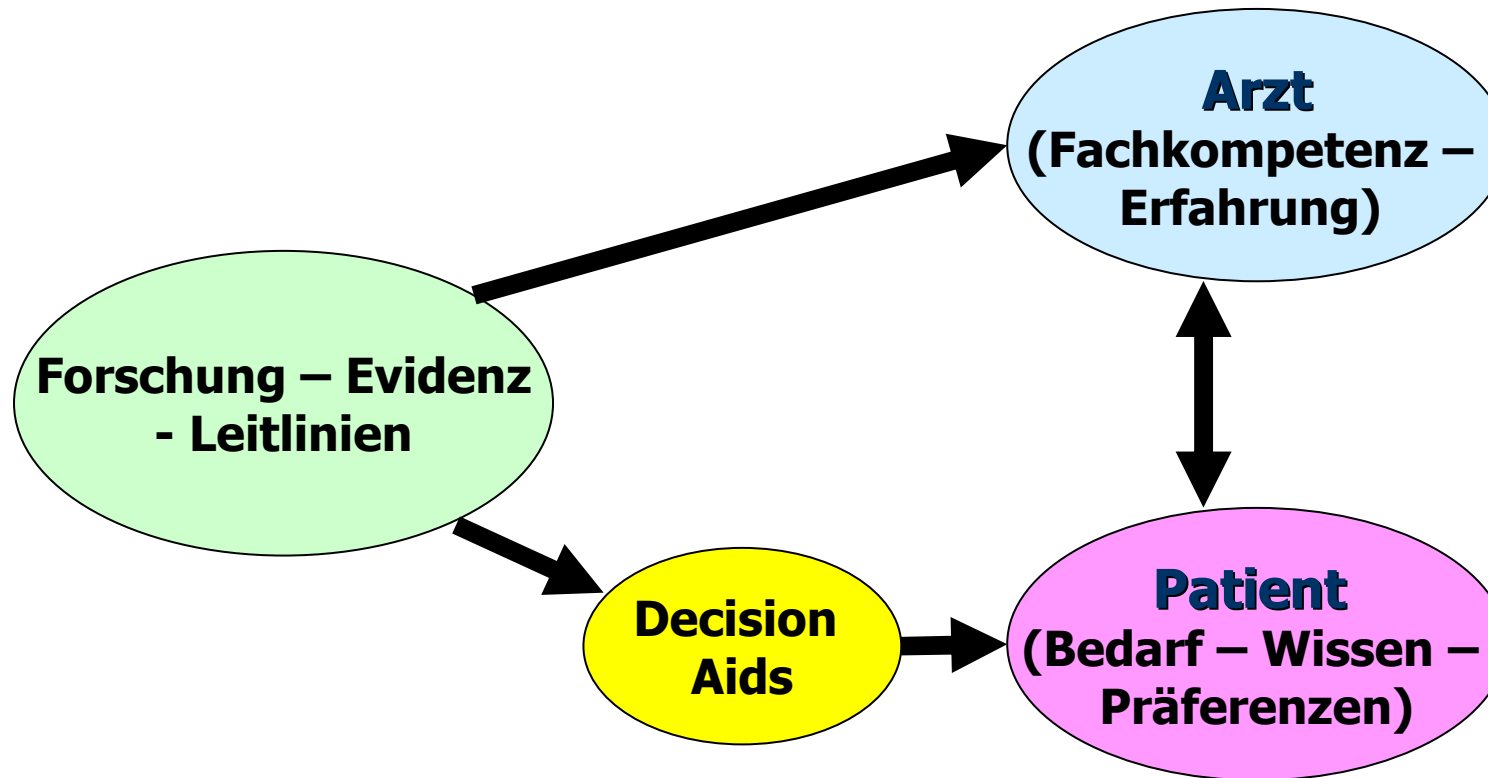 Arzt
(Fachkompetenz –
Erfahrung)
Forschung – Evidenz
- Leitlinien
Decision
Aids
Patient
(Bedarf – Wissen –
Präferenzen)